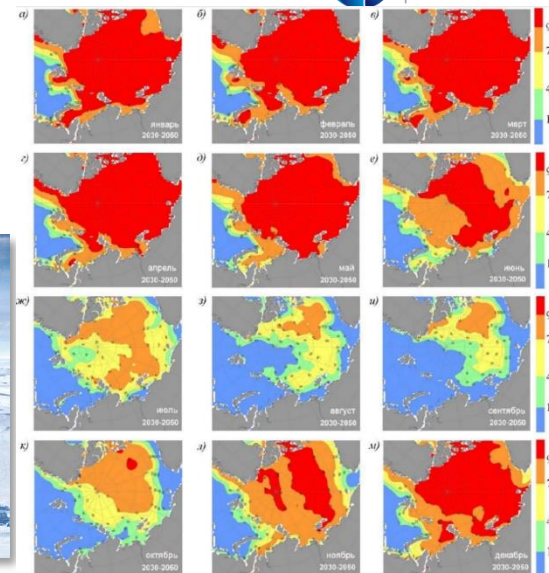 а)
б)
в)
январь
2030-2050
февраль
2030-2050
март
2030-2050
г)
д)
е)
апрель
2030-2050
май
2030-2050
июнь
2030-2050
ж)
з)
и)
июль
2030-2050
август
2030-2050
сентябрь
2030-2050
к)
л)
м)
октябрь
2030-2050
ноябрь
2030-2050
декабрь
2030-2050